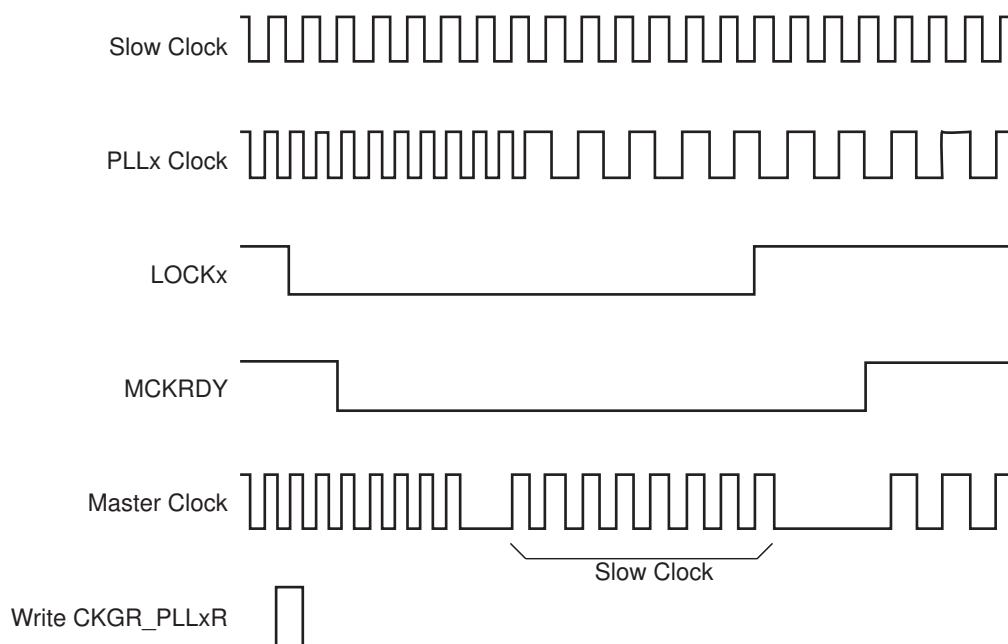 Slow Clock
PLLx Clock
LOCKx
MCKRDY
Master Clock
Slow Clock
Write CKGR_PLLxR